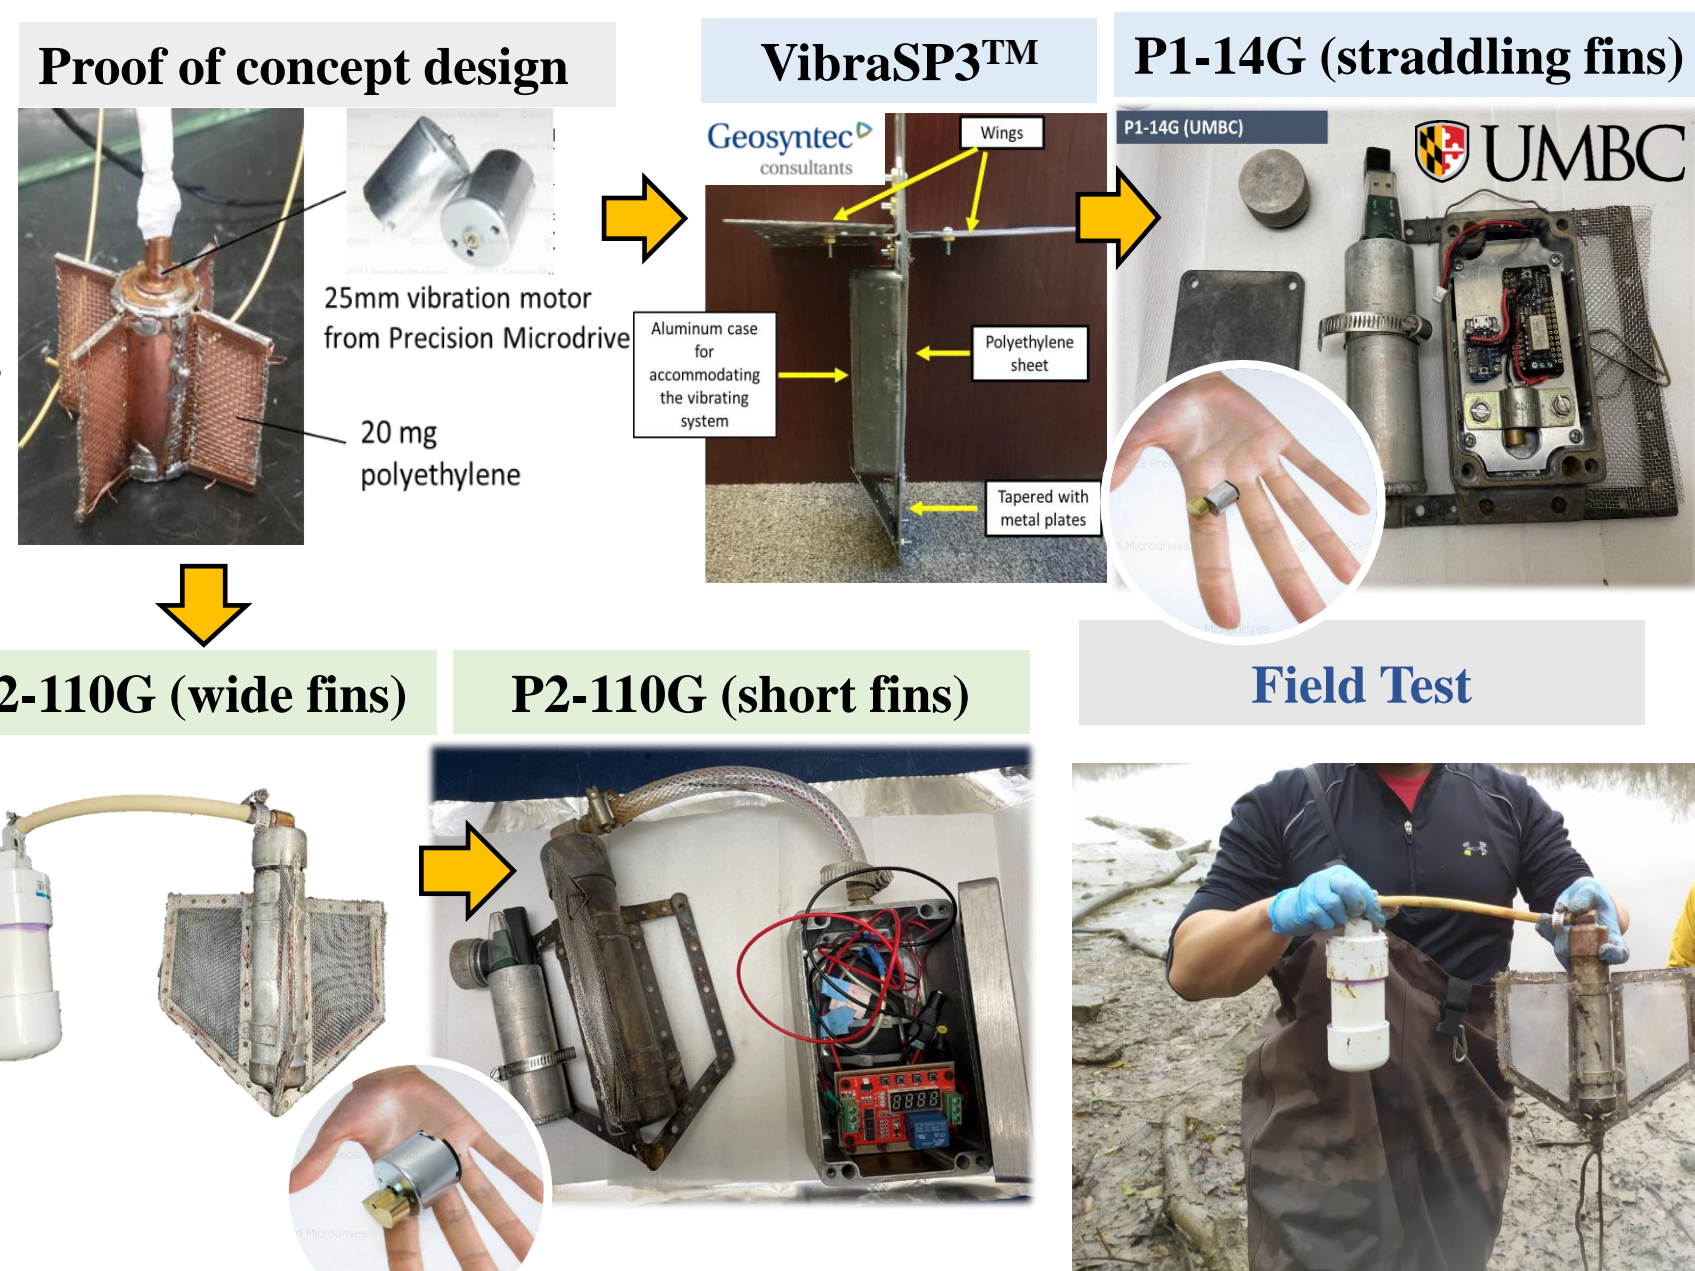 Proof of concept design
VibraSP3™
P1-14G (straddling fins)
Geosyntec
consultants
Wings
P1-14G (UMBC)
UMBC
25mm vibration motor
from Precision Microdrive
Aluminum case
for
accommodating
the vibrating
system
Polyethylene
sheet
20 mg
polyethylene
Tapered with
metal plates
2-110G (wide fins)
P2-110G (short fins)
Field Test